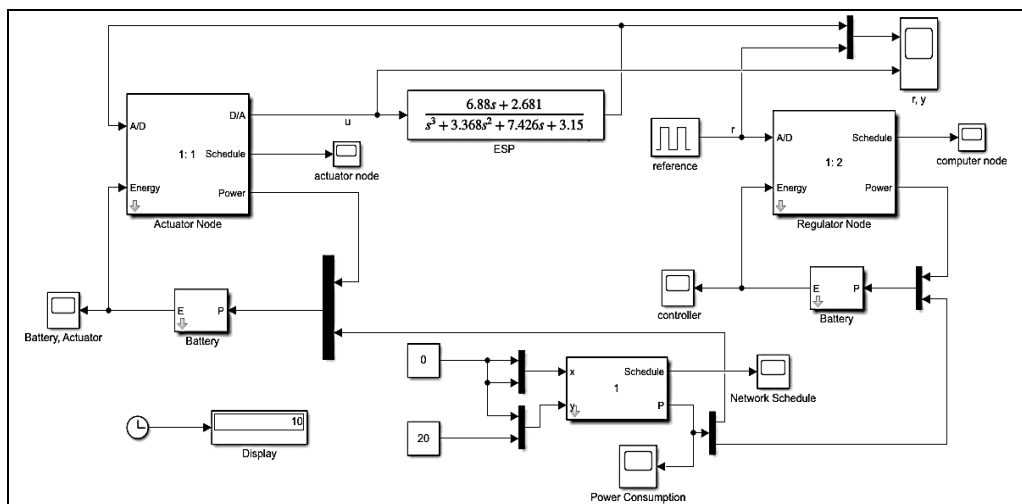 r, y
A/D
D/A
1: 1
Schedule
Energy
Power
Actuator Node
u
actuator node
6.88s + 2.681
s³ + 3.368s² + 7.426s + 3.15
ESP
reference
r
A/D
Schedule
1: 2
Energy
Power
Regulator Node
computer node
Battery, Actuator
E
P
Battery
controller
E
P
Battery
0
20
x
y
Schedule
1
P
Network Schedule
Power Consumption
10
Display